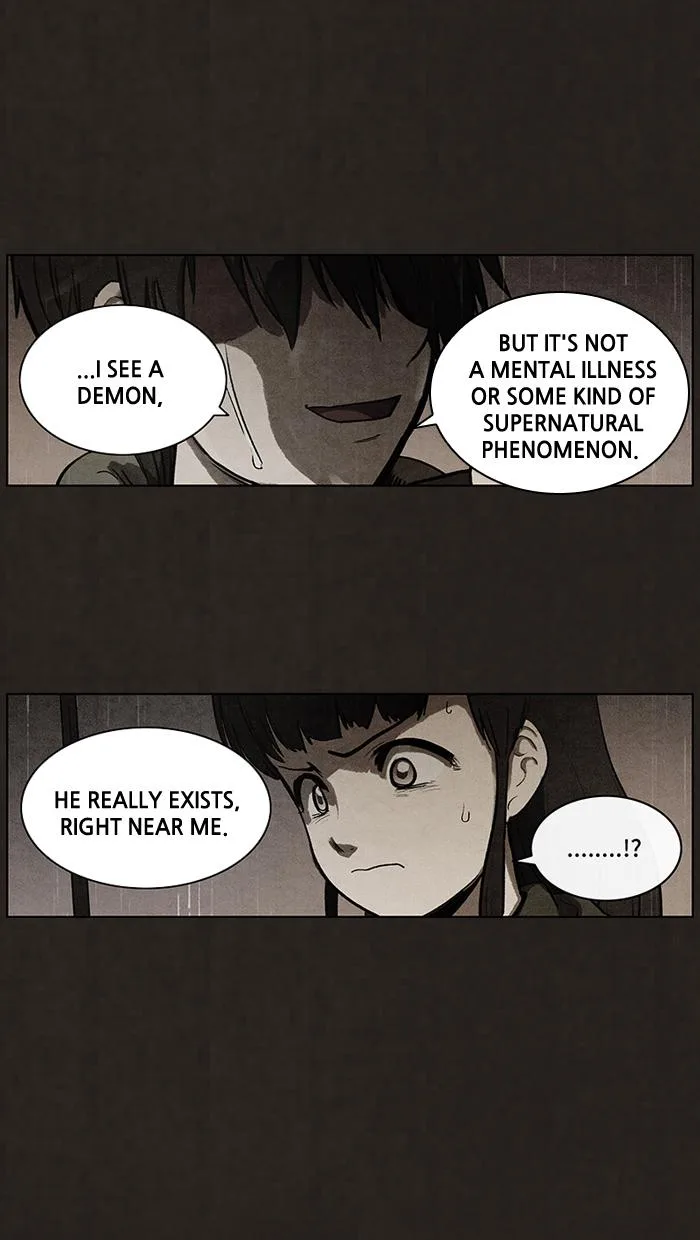 ...I SEE A
DEMON,
BUT IT'S NOT
A MENTAL ILLNESS
OR SOME KIND OF
SUPERNATURAL
PHENOMENON.
HE REALLY EXISTS,
RIGHT NEAR ME.
.........!?